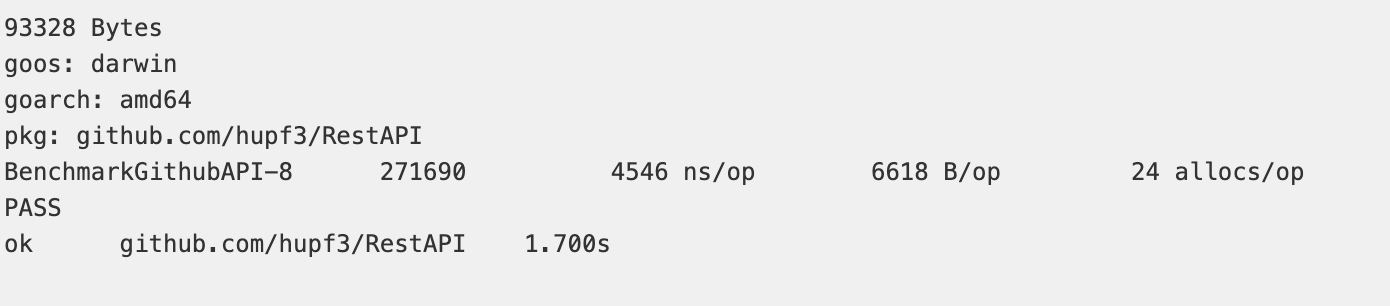 93328 Bytes
goos: darwin
goarch: amd64
pkg: github.com/hupf3/RestAPI
BenchmarkGithubAPI-8 271690 4546 ns/op 6618 B/op 24 allocs/op
PASS
ok github.com/hupf3/RestAPI 1.700s